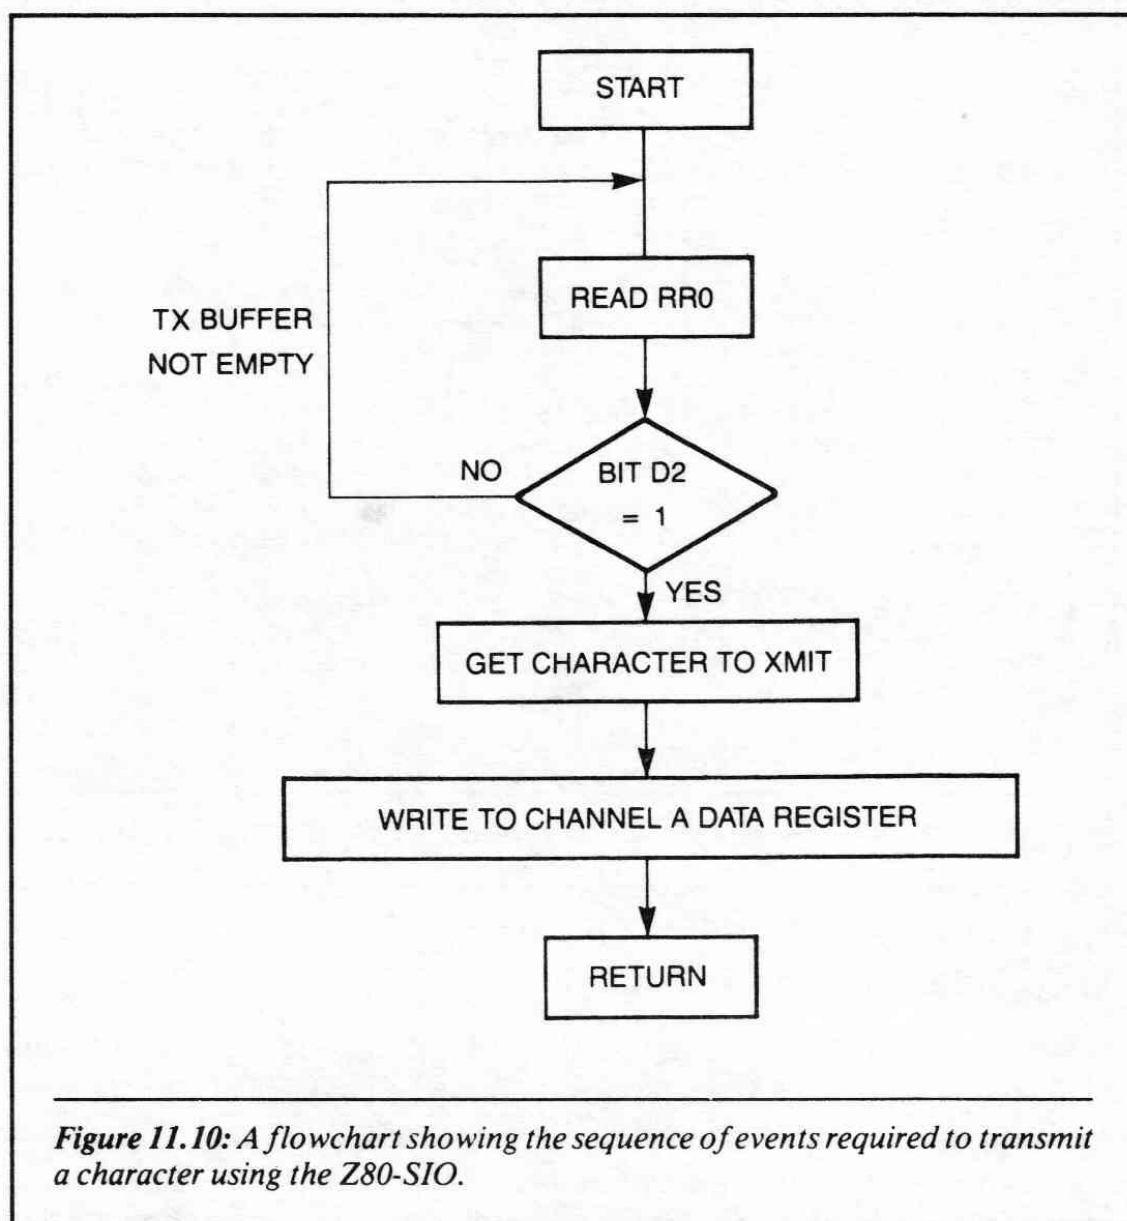 START
READ RR0
TX BUFFER
NOT EMPTY
NO
BIT D2
= 1
YES
GET CHARACTER TO XMIT
WRITE TO CHANNEL A DATA REGISTER
RETURN
Figure 11.10: A flowchart showing the sequence of events required to transmit
a character using the Z80-SIO.